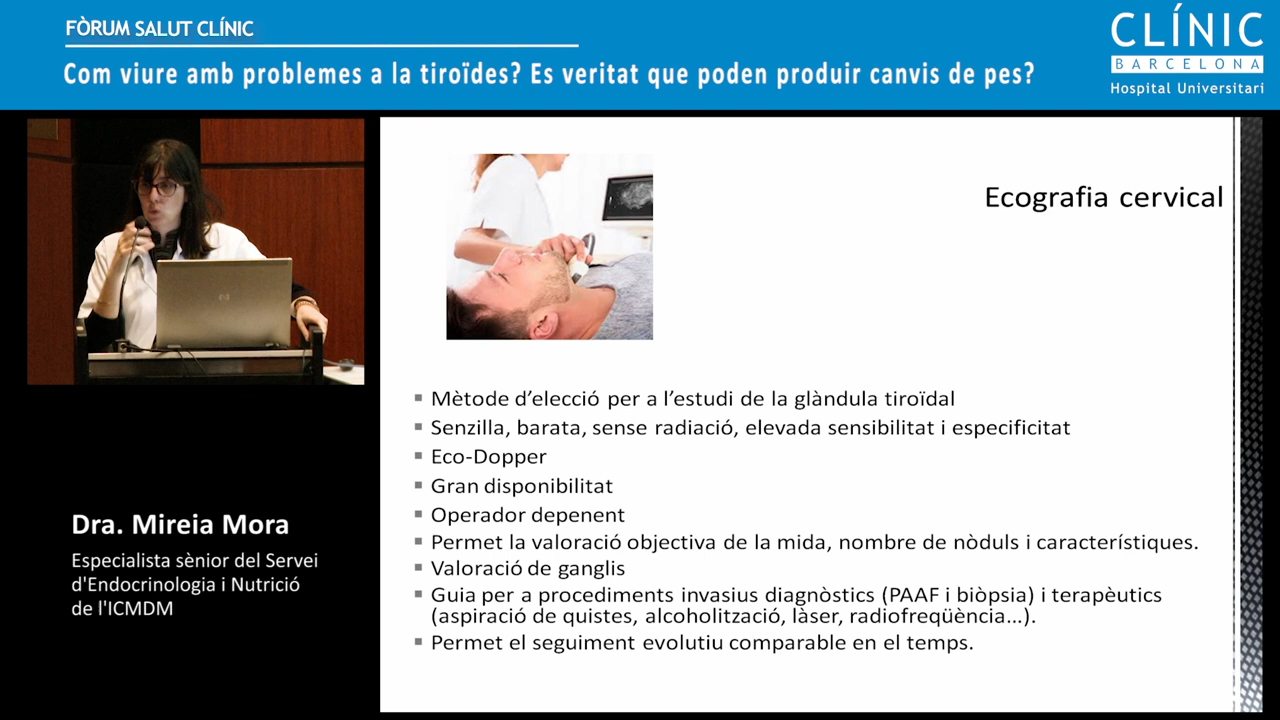 FÒRUM SALUT CLÍNIC
Com viure amb problemes a la tiroïdes? Es veritat que poden produir canvis de pes?
CLÍNIC
BARCELONA
Hospital Universitari
Ecografia cervical
Mètode d'elecció per a l'estudi de la glàndula tiroïdal
Senzilla, barata, sense radiació, elevada sensibilitat i especificitat
Eco-Dopper
Gran disponibilitat
Operador depenent
Permet la valoració objectiva de la mida, nombre de nòduls i característiques.
Valoració de ganglis
Guia per a procediments invasius diagnòstics (PAAF i biòpsia) i terapèutics
(aspiració de quistes, alcoholització, làser, radiofreqüència...).
Permet el seguiment evolutiu comparable en el temps.
Dra. Mireia Mora
Especialista sènior del Servei
d'Endocrinologia i Nutrició
de l'ICMDM